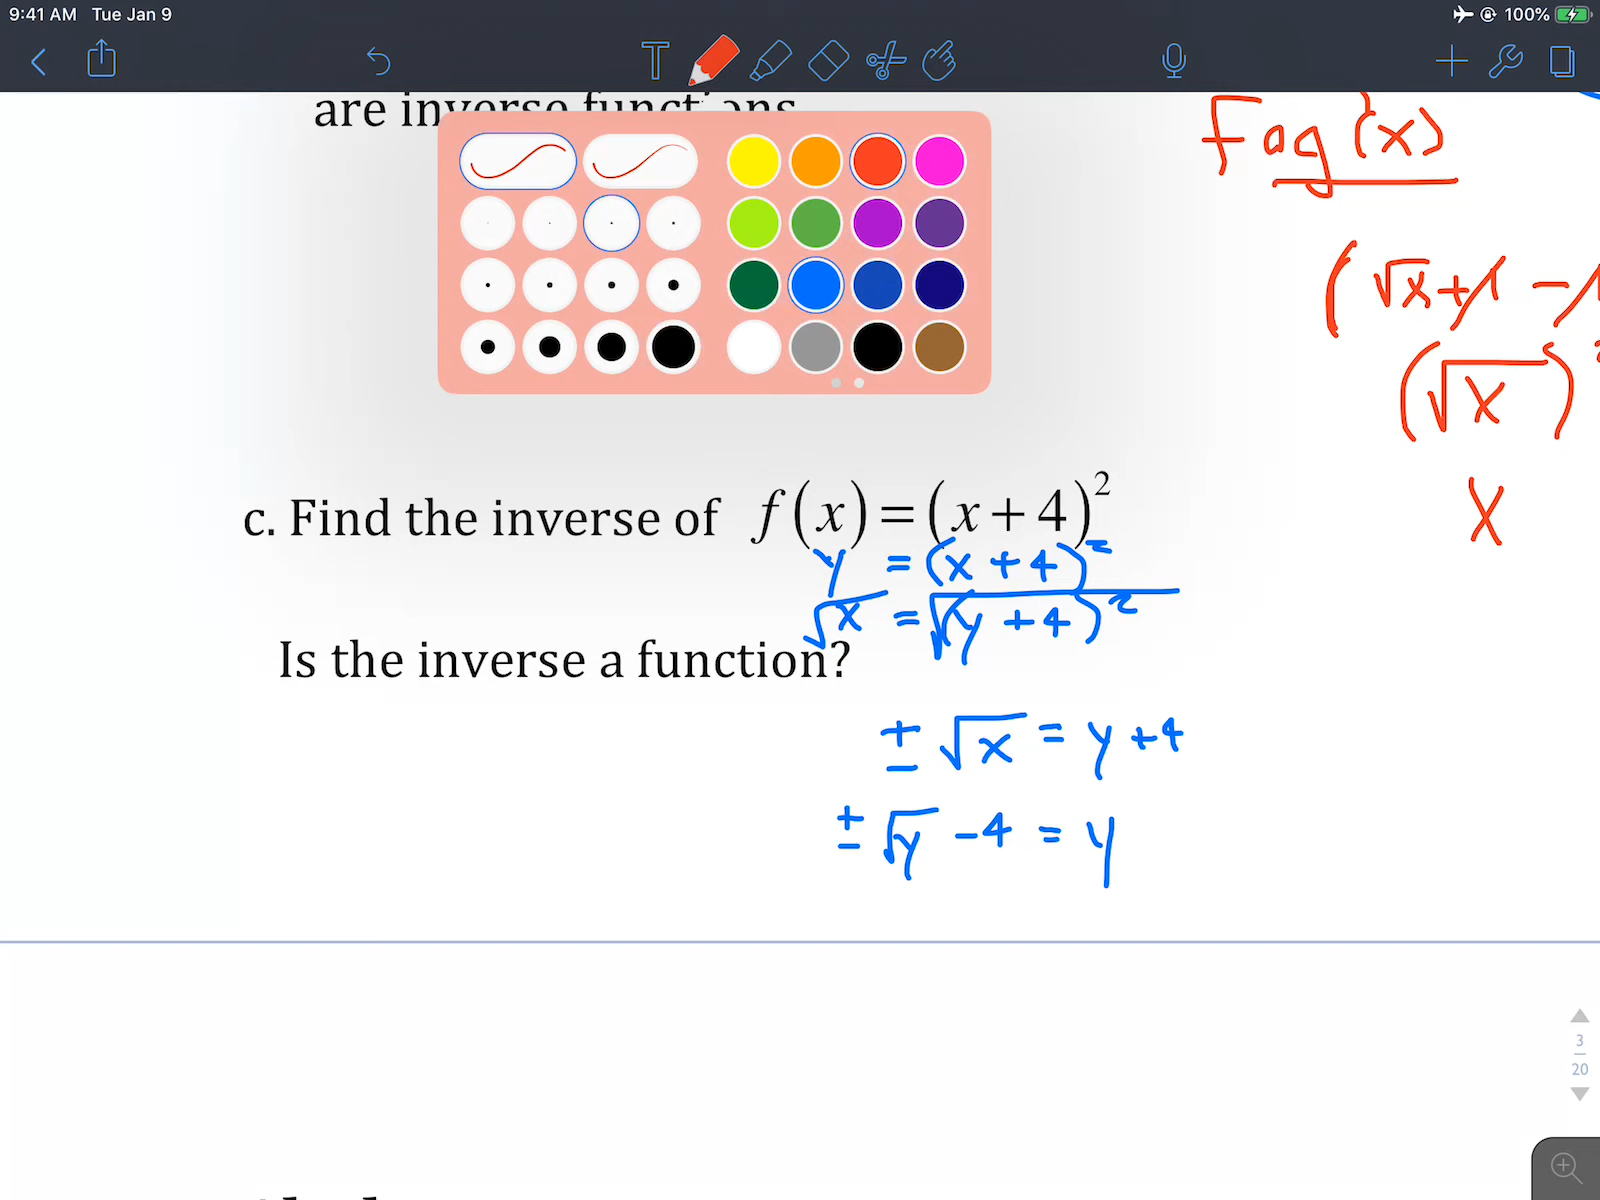 9:41 AM Tue Jan 9
100%
T
are inverse functions
fog(x)
(√x+1 -1
(√x)²
x
c. Find the inverse of f(x)=(x+4)²
y = (x+4)²
√x = √(y+4)²
Is the inverse a function?
± √x = y+4
± √y -4 = y
3
20